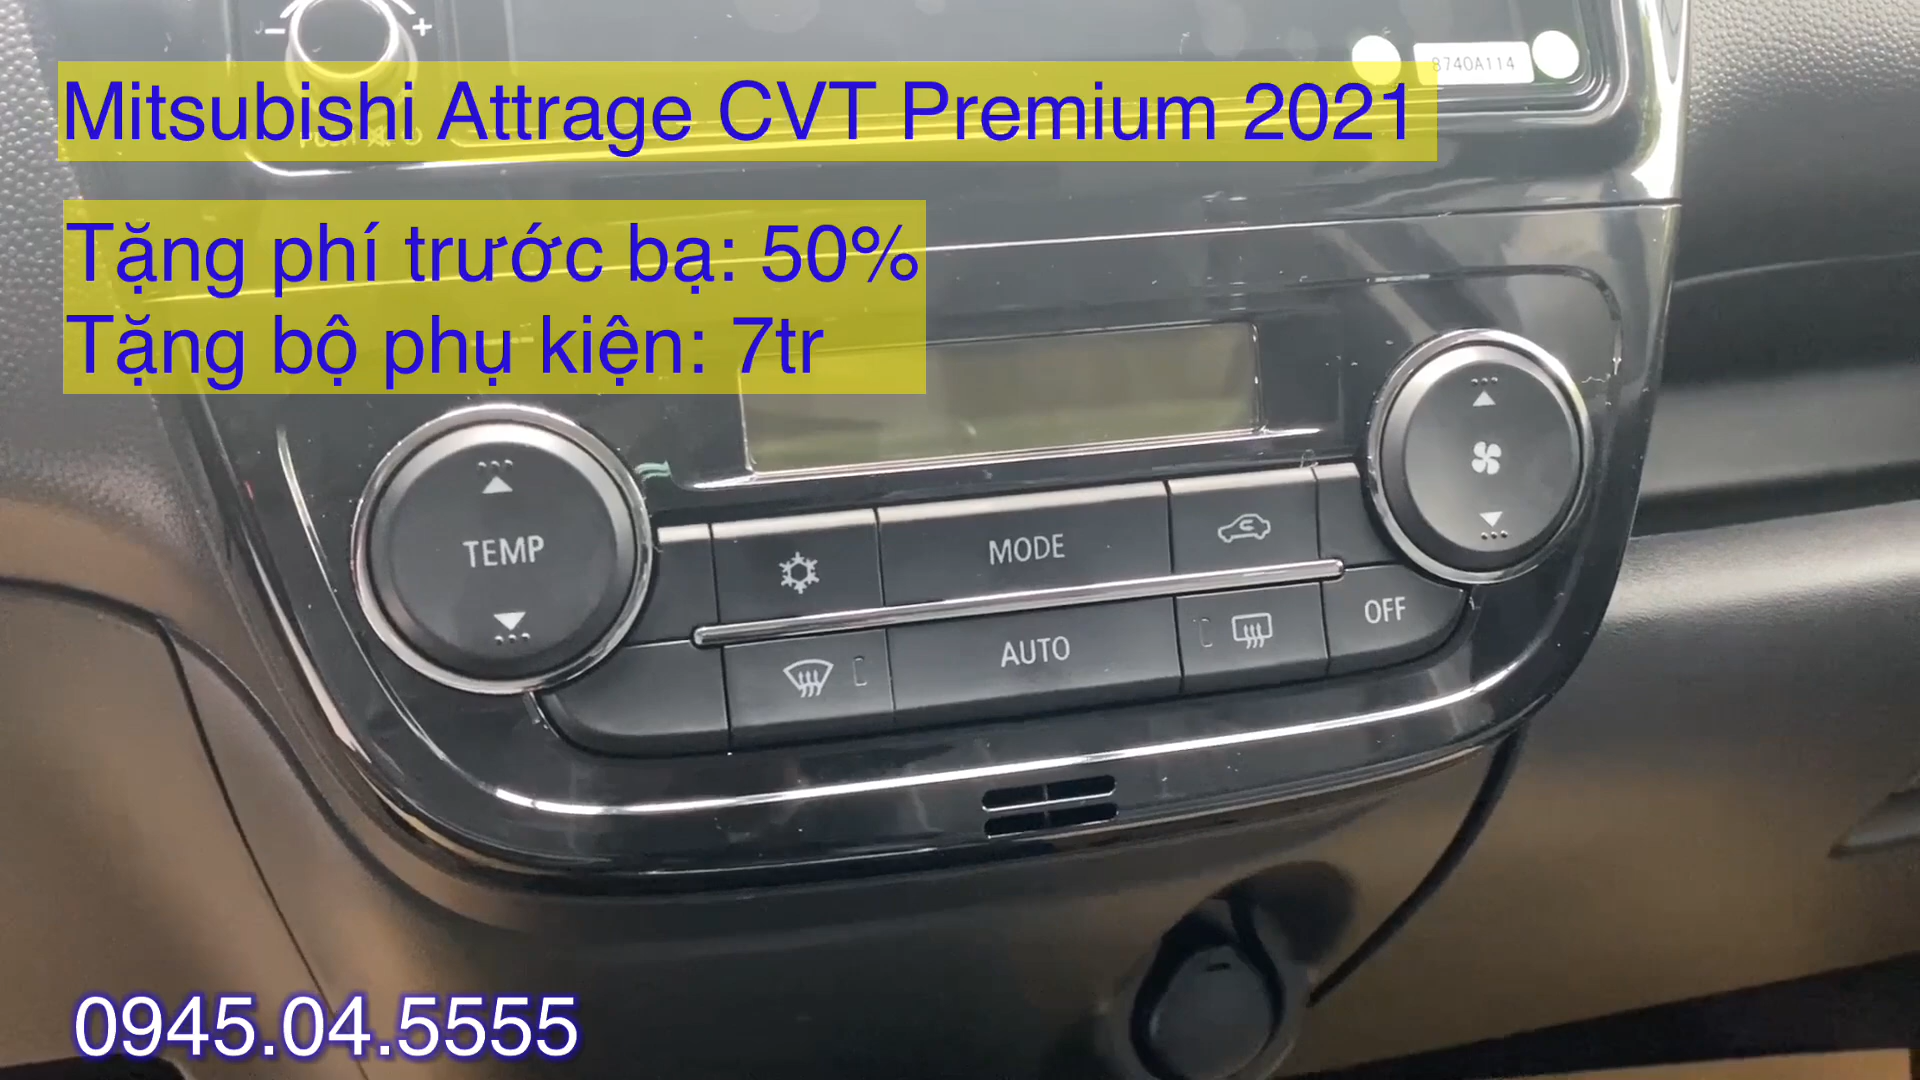 - +
8740A114
Mitsubishi Attrage CVT Premium 2021
Tặng phí trước bạ: 50%
Tặng bộ phụ kiện: 7tr
TEMP
MODE
AUTO
OFF
0945.04.5555